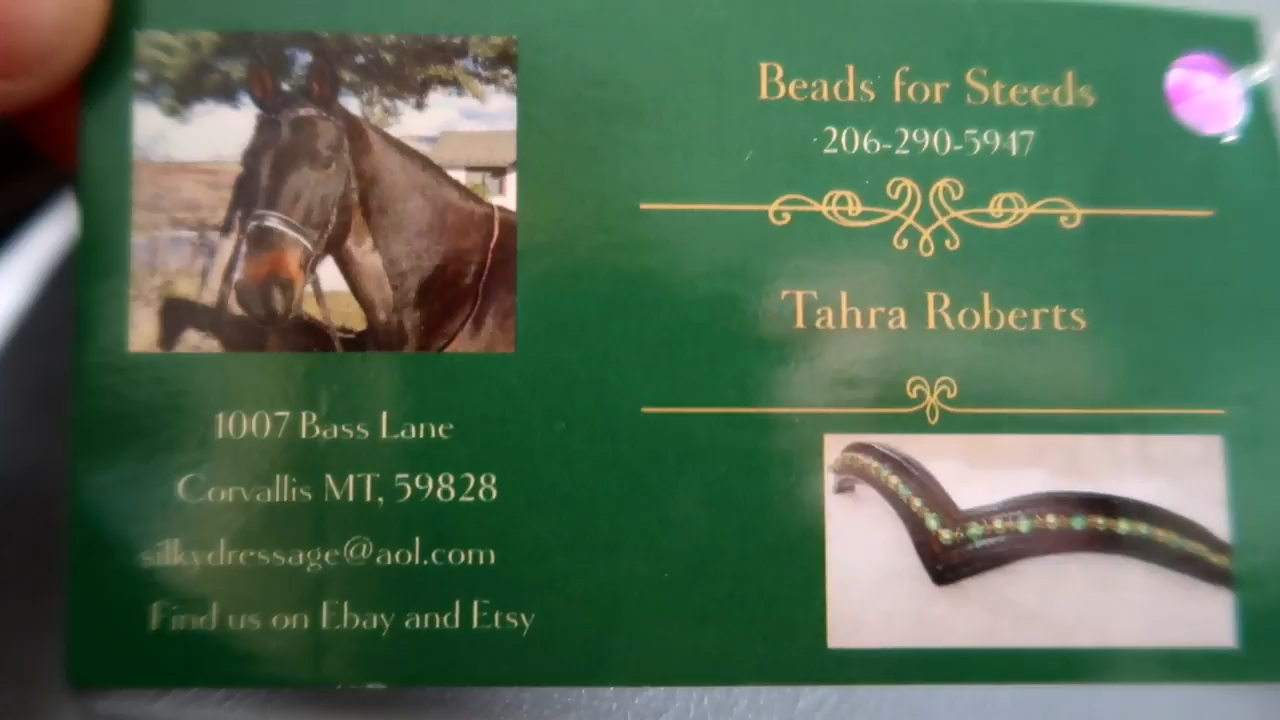 Beads for Steeds
206-290-5947
Tahra Roberts
1007 Bass Lane
Corvallis MT, 59828
silkydressage@aol.com
Find us on Ebay and Etsy